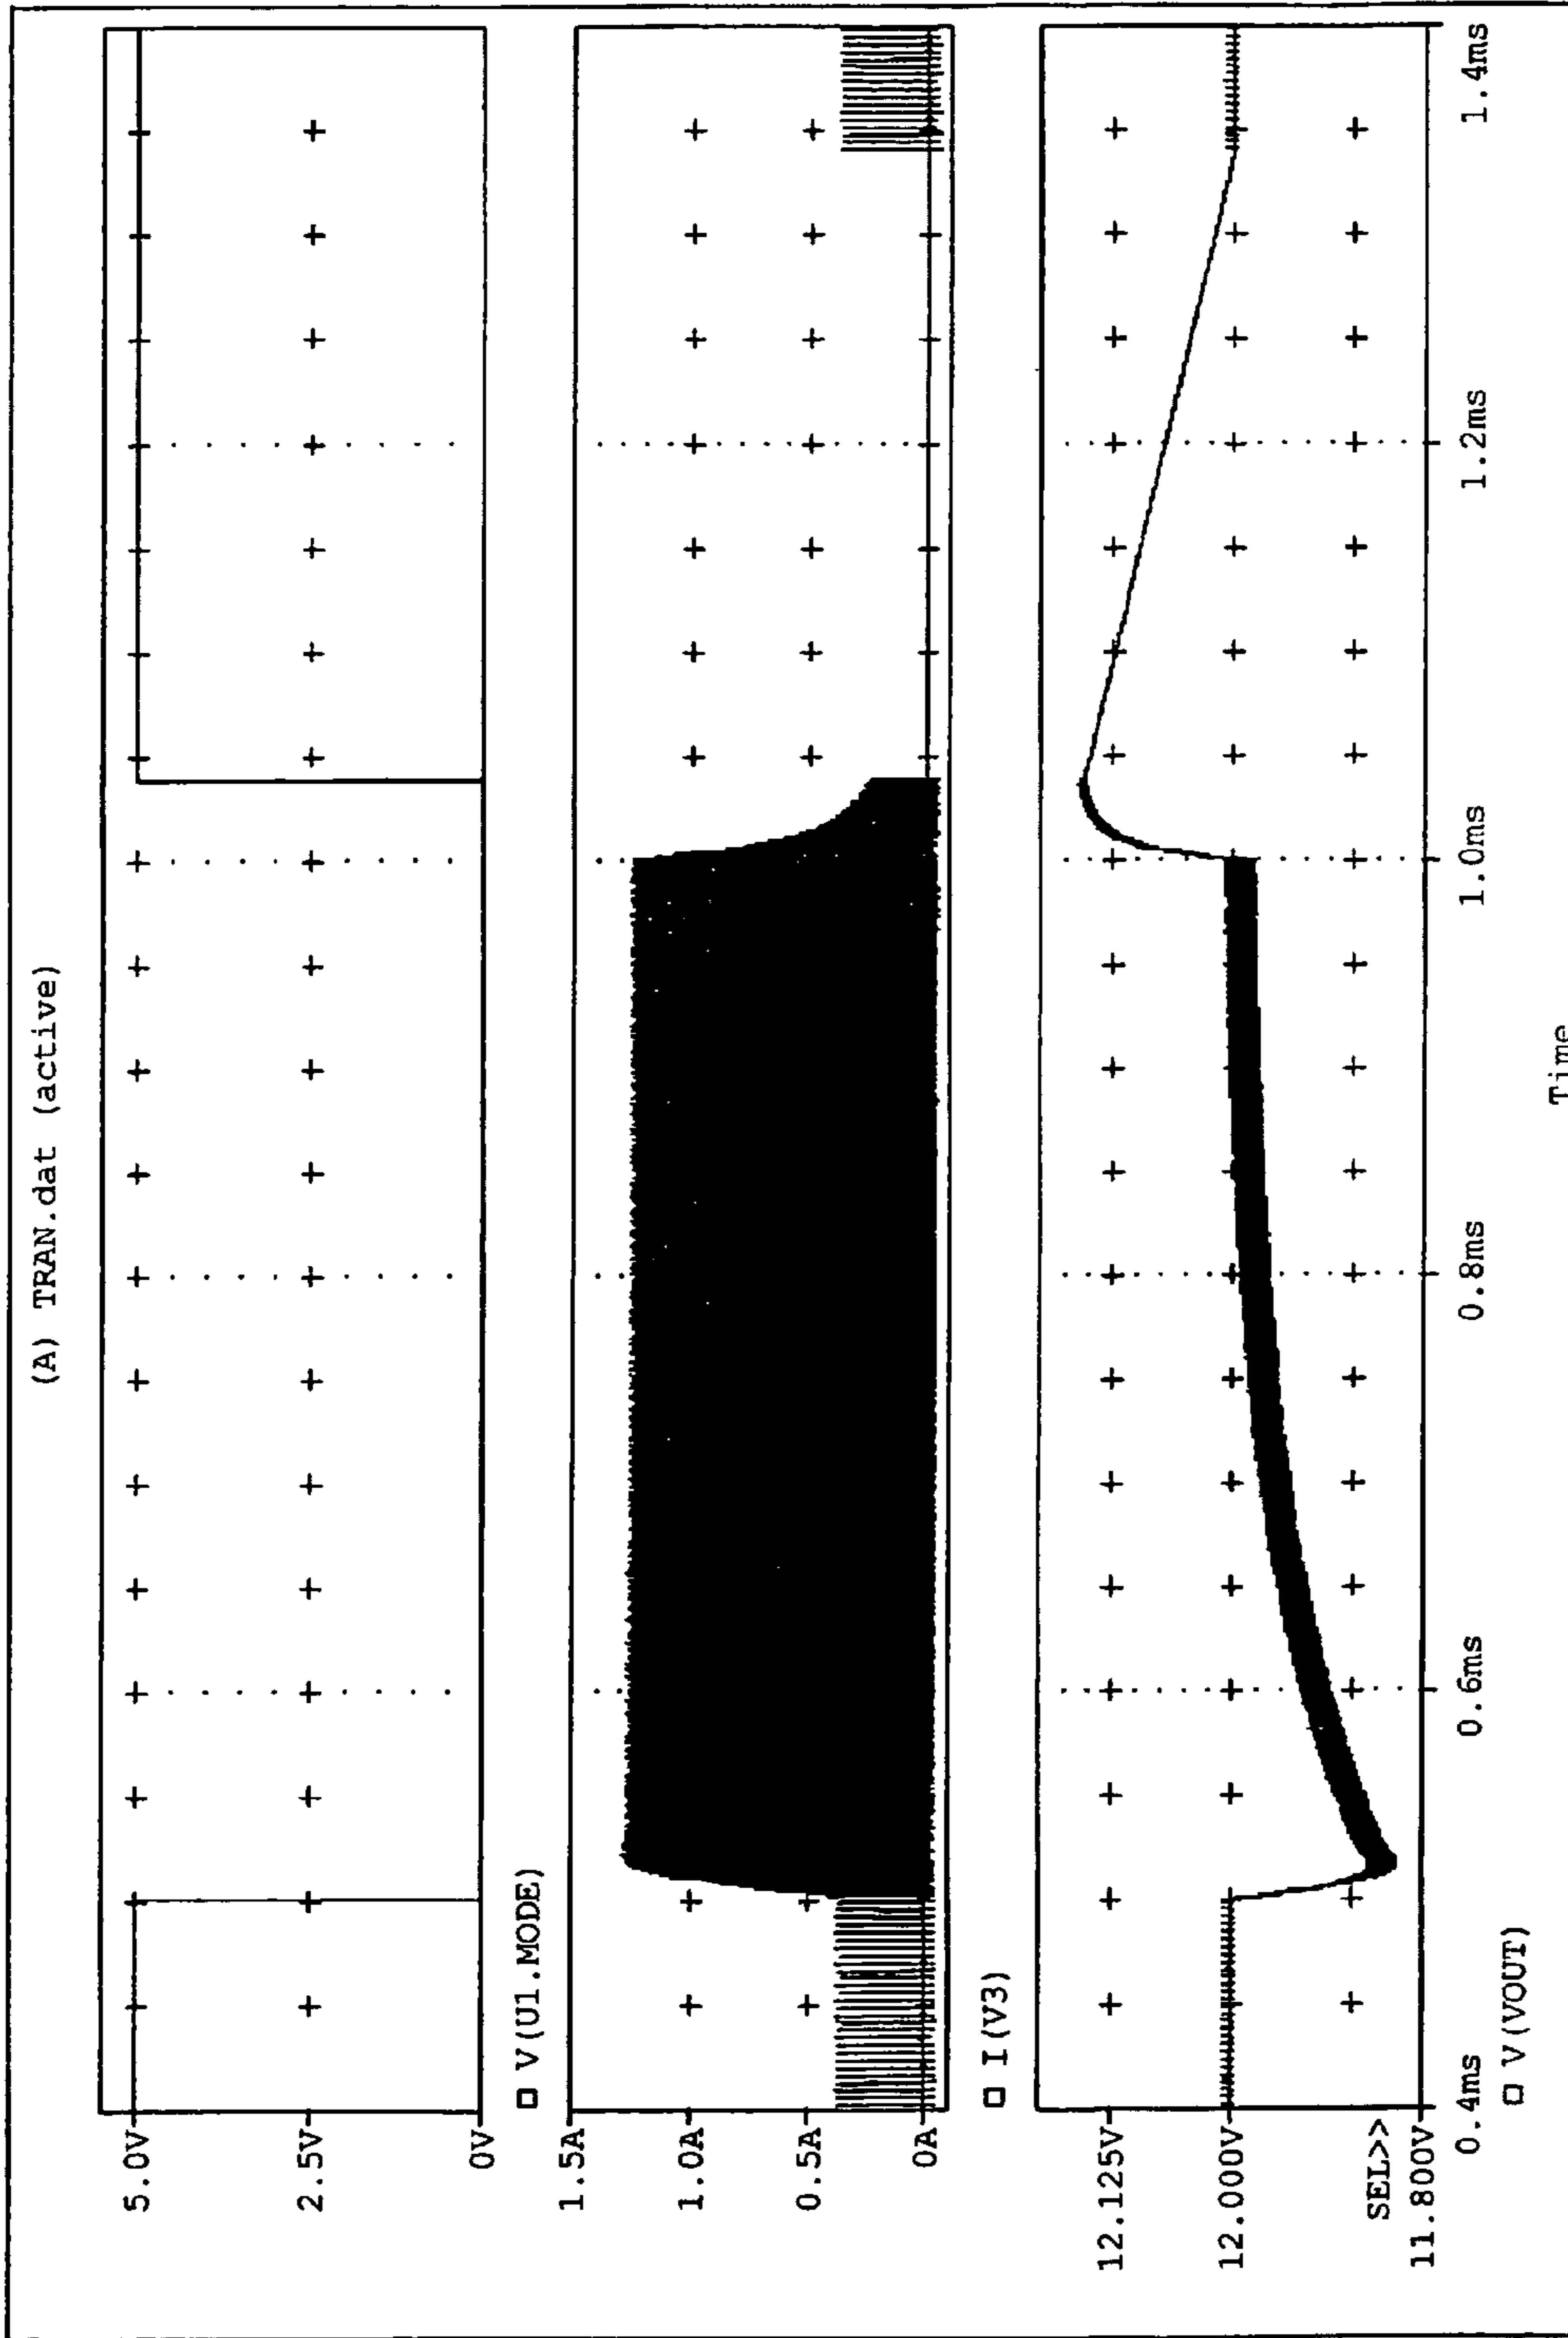 (A) TRAN.dat (active)
5.0V
2.5V
0V
V(U1.MODE)
1.5A
1.0A
0.5A
0A
I(V3)
12.125V
12.000V
SEL>>
11.800V
0.4ms 0.6ms 0.8ms 1.0ms 1.2ms 1.4ms
V(VOUT)
Time